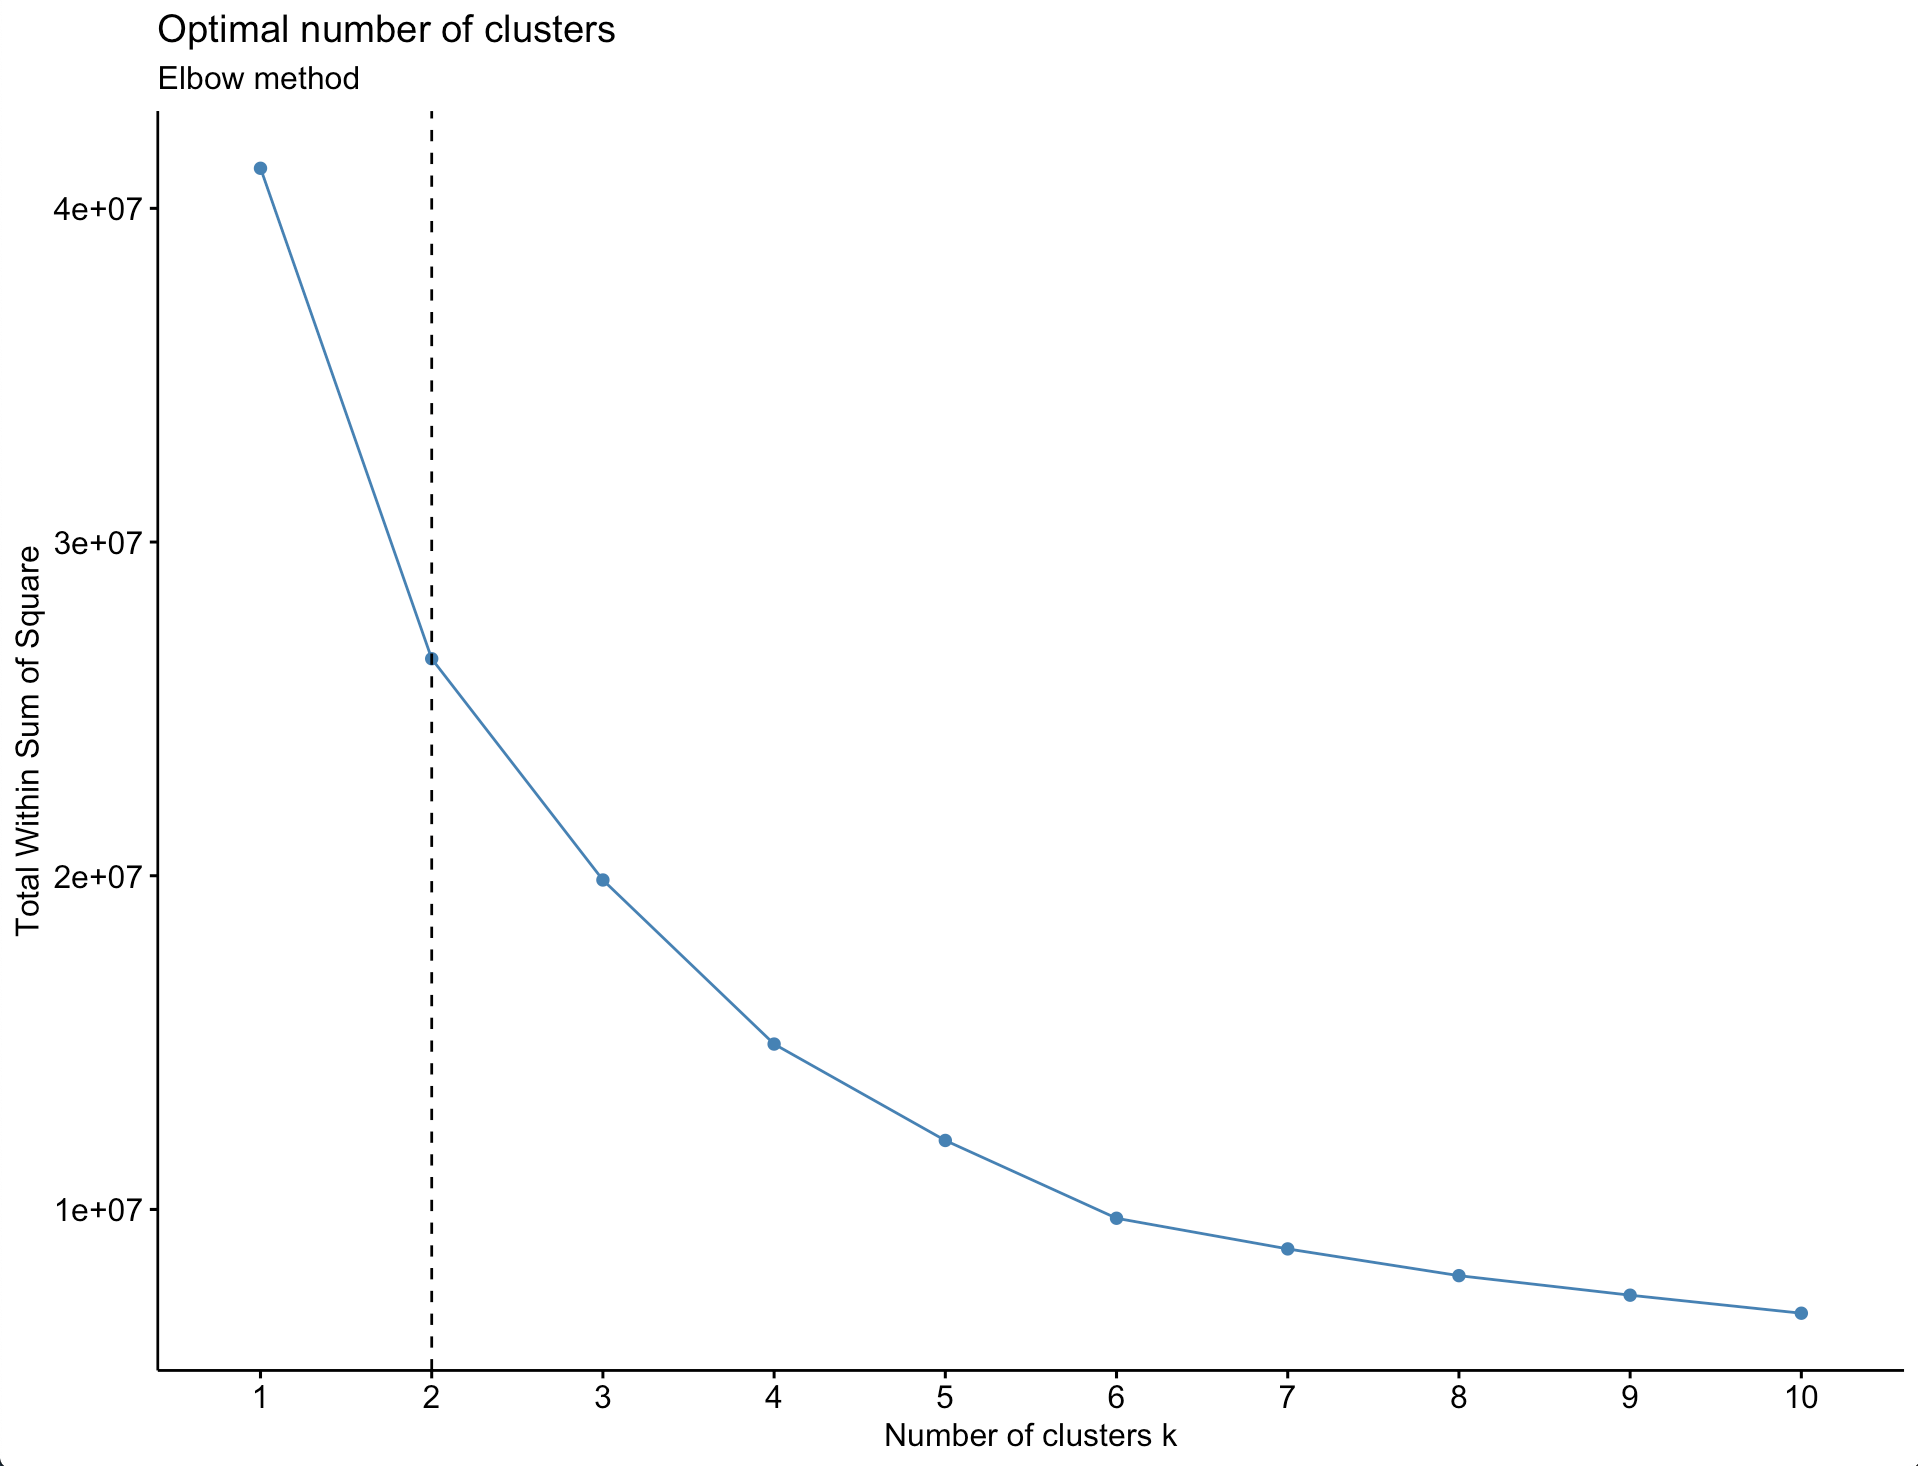 Optimal number of clusters
Elbow method
Total Within Sum of Square
4e+07
3e+07
2e+07
1e+07
1 2 3 4 5 6 7 8 9 10
Number of clusters k